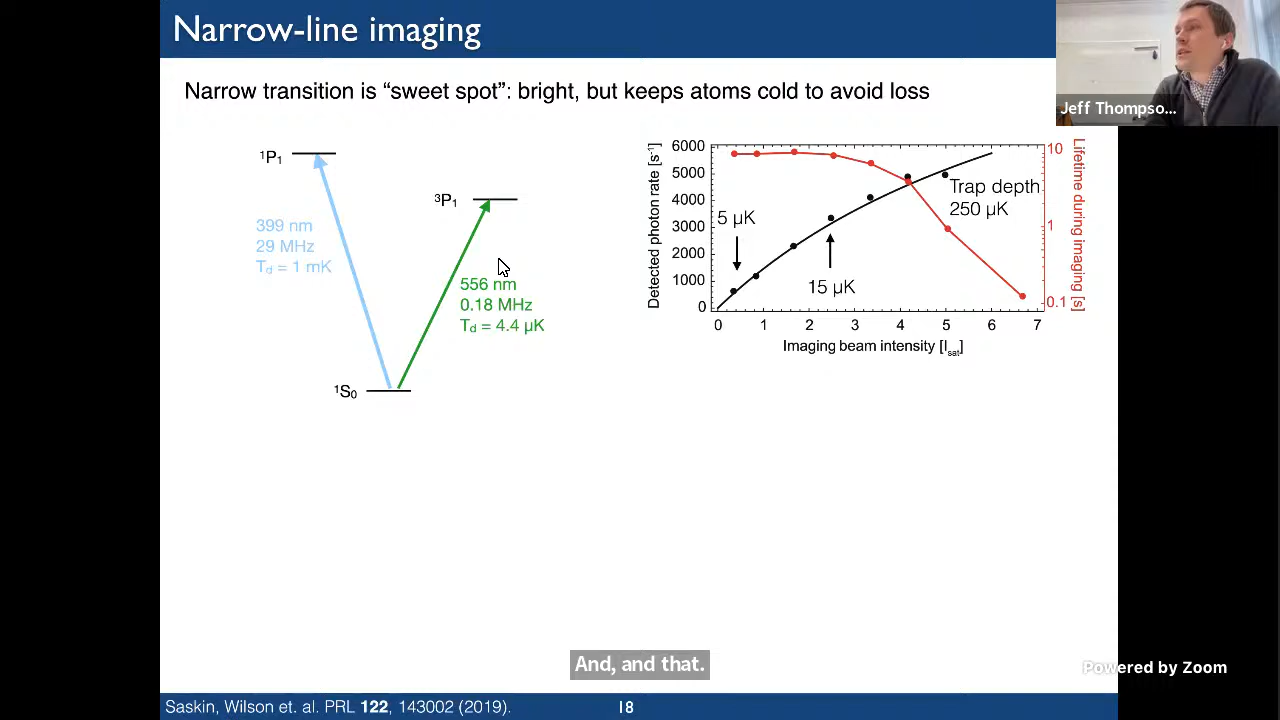 Narrow-line imaging
Jeff Thompso...
Narrow transition is “sweet spot”: bright, but keeps atoms cold to avoid loss
¹P₁
399 nm
29 MHz
T_d = 1 mK
³P₁
556 nm
0.18 MHz
T_d = 4.4 µK
¹S₀
Detected photon rate [s⁻¹]
6000
5000
4000
3000
2000
1000
0
5 µK
15 µK
Trap depth
250 µK
10
1
0.1
Lifetime during imaging [s]
0 1 2 3 4 5 6 7
Imaging beam intensity [I_sat]
And, and that.
Powered by Zoom
Saskin, Wilson et. al. PRL 122, 143002 (2019).
18